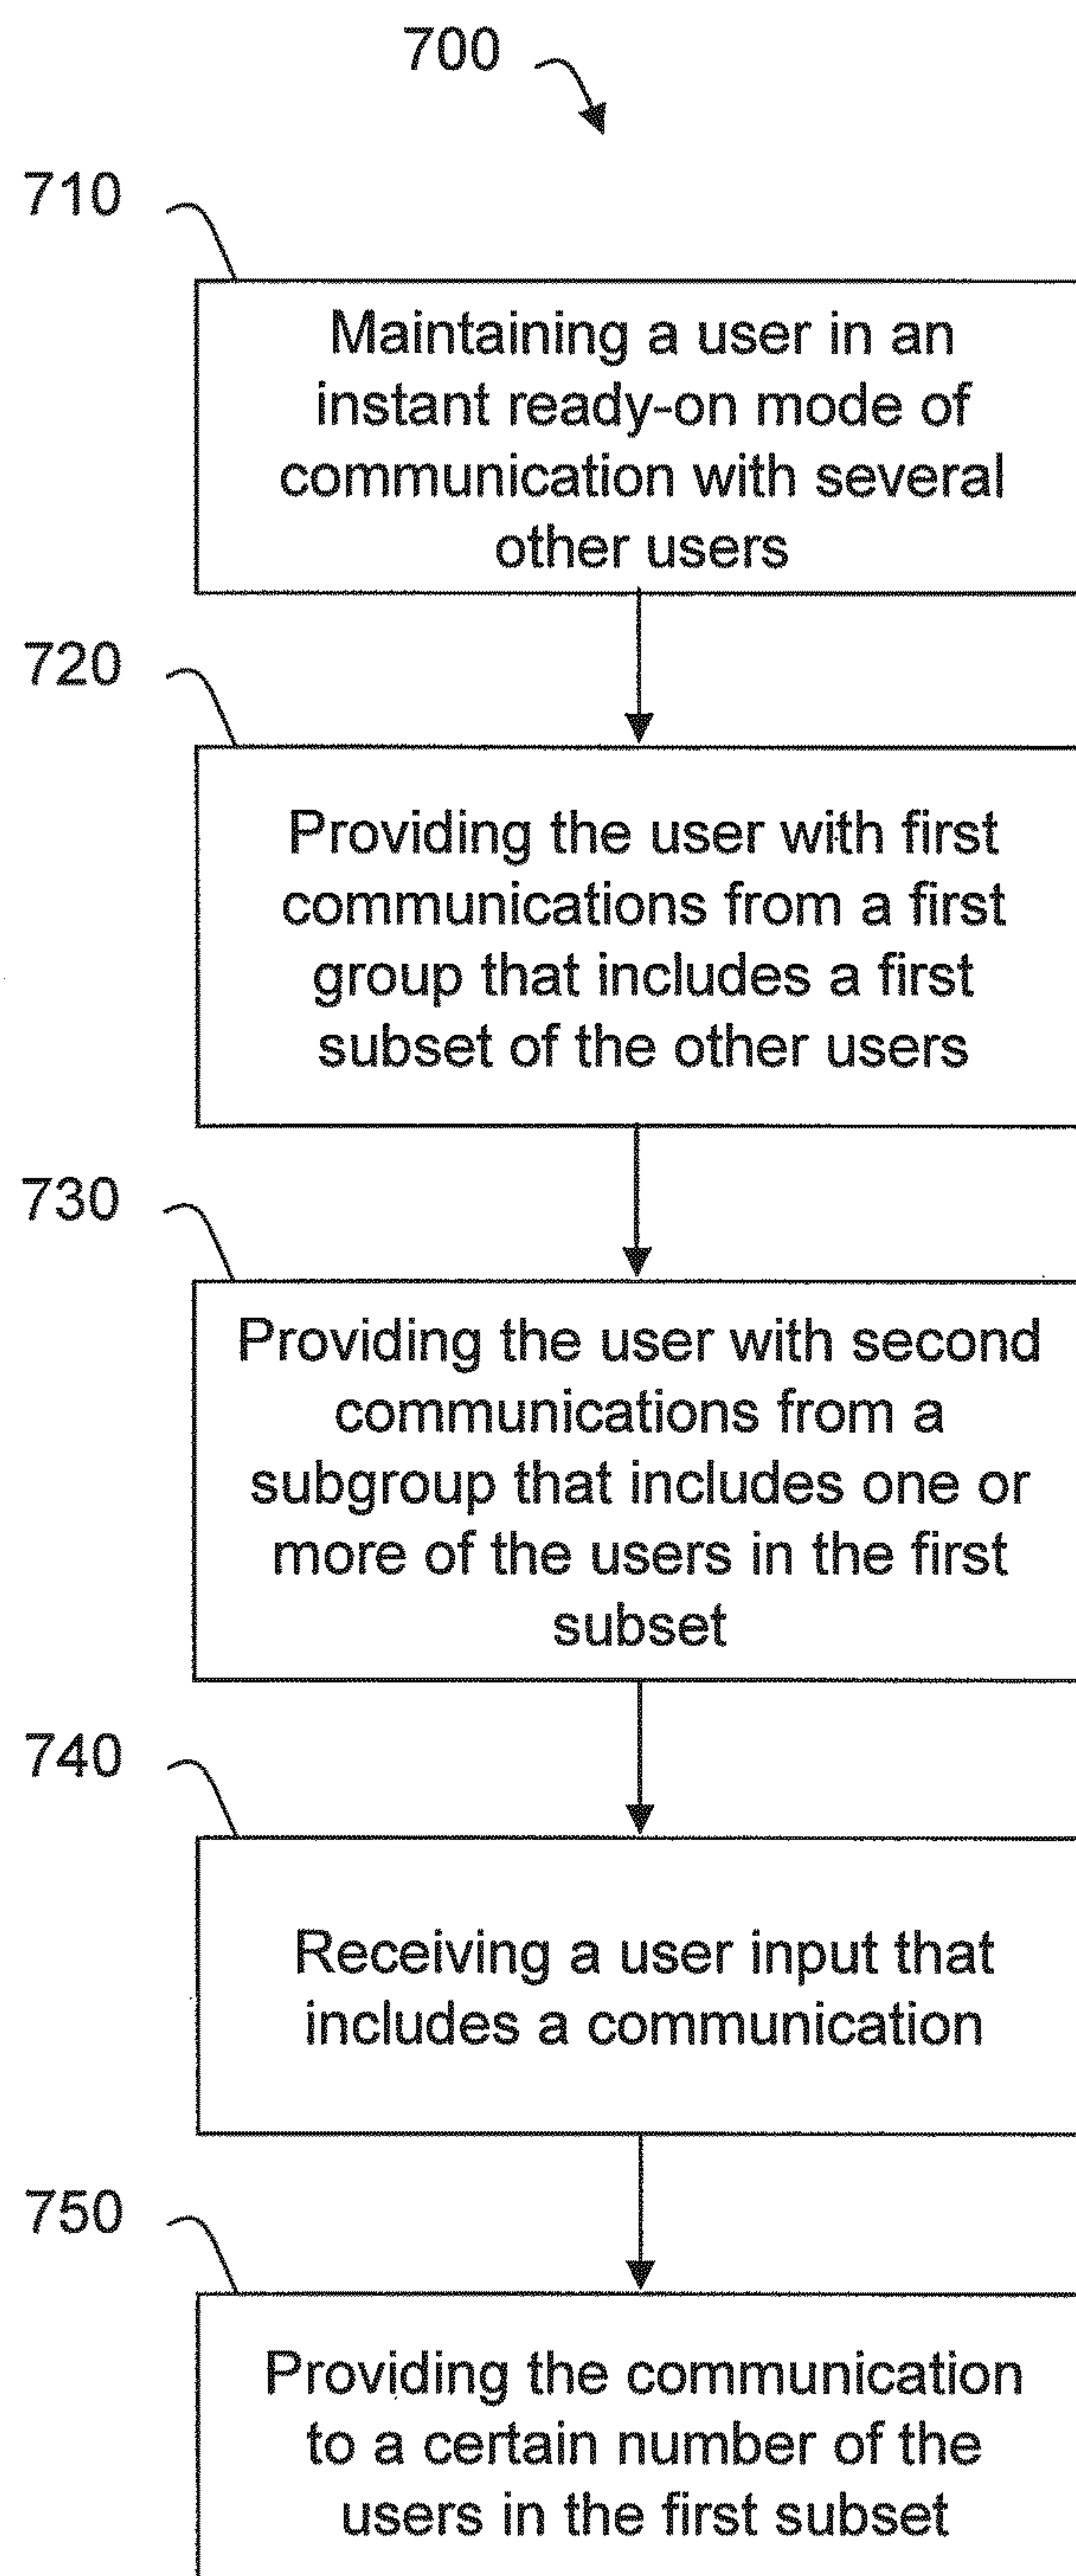 700
710
Maintaining a user in an
instant ready-on mode of
communication with several
other users
720
Providing the user with first
communications from a first
group that includes a first
subset of the other users
730
Providing the user with second
communications from a
subgroup that includes one or
more of the users in the first
subset
740
Receiving a user input that
includes a communication
750
Providing the communication
to a certain number of the
users in the first subset